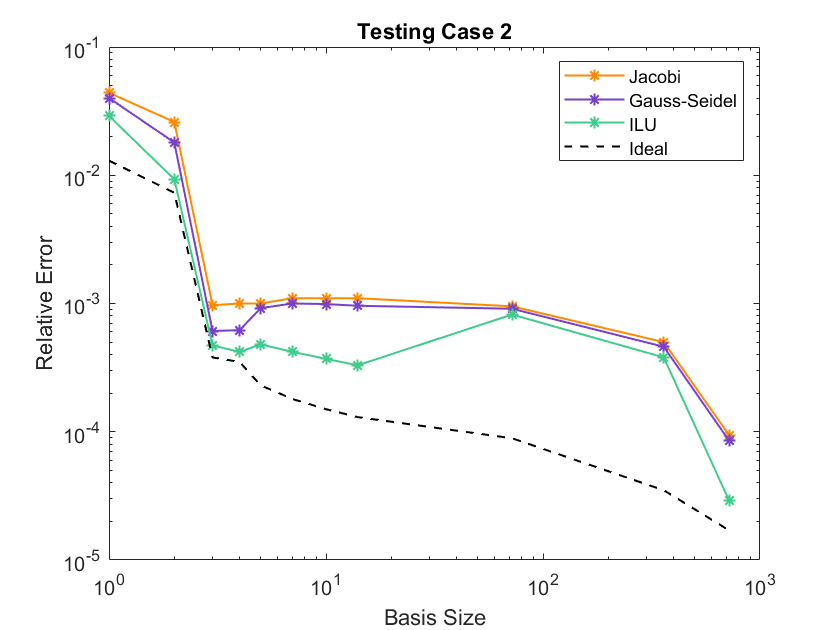 Testing Case 2
Jacobi
Gauss-Seidel
ILU
Ideal
Relative Error
10^-1
10^-2
10^-3
10^-4
10^-5
10^0
10^1
10^2
10^3
Basis Size